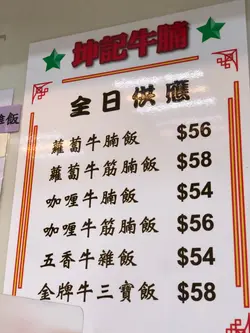 坤記牛腩
全日供應
蘿蔔牛腩飯 $56
蘿蔔牛筋腩飯 $58
咖喱牛腩飯 $54
咖喱牛筋腩飯 $56
五香牛雜飯 $54
金牌牛三寶飯 $58
雜飯